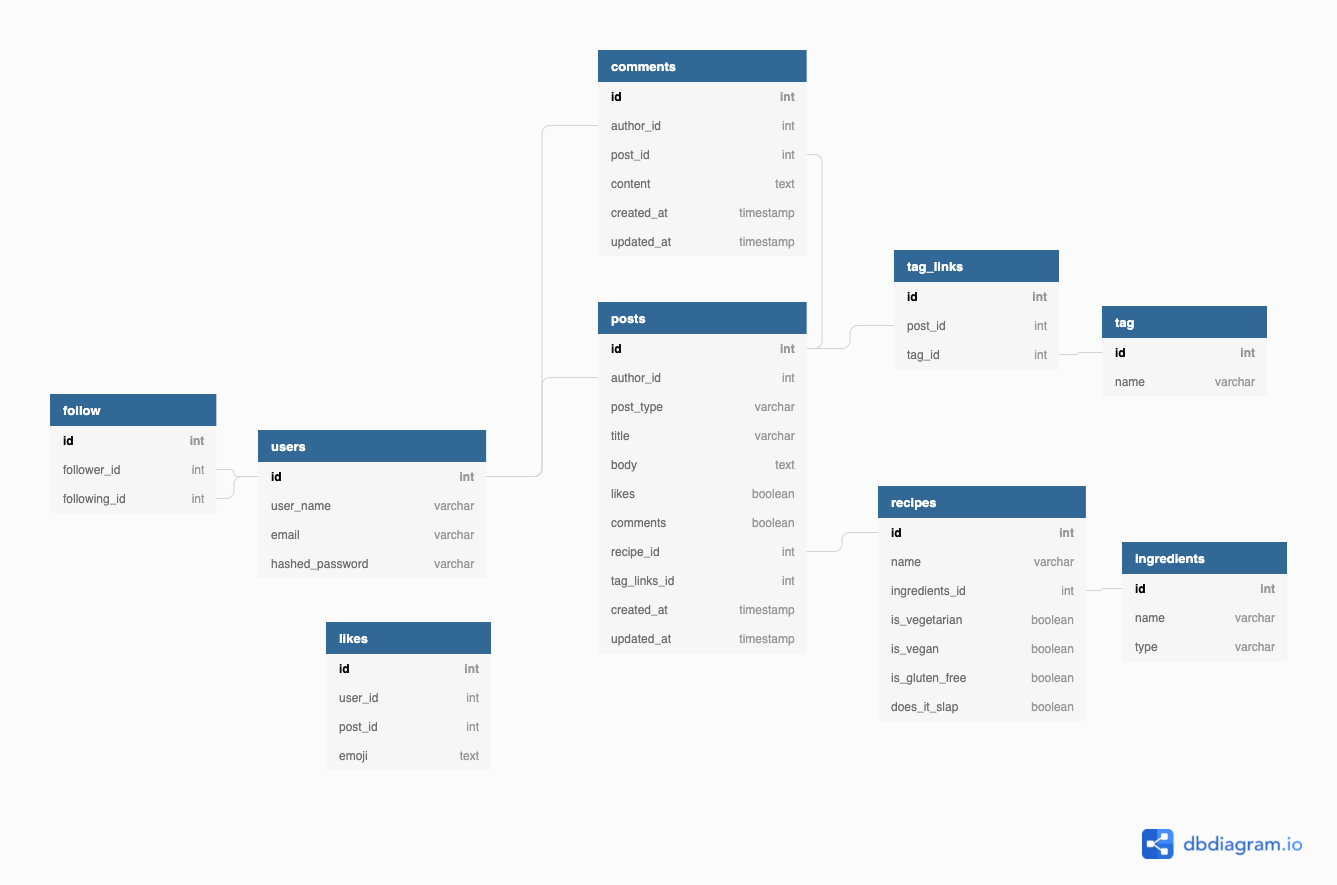 comments
id int
author_id int
post_id int
content text
created_at timestamp
updated_at timestamp
posts
id int
author_id int
post_type varchar
title varchar
body text
likes boolean
comments boolean
recipe_id int
tag_links_id int
created_at timestamp
updated_at timestamp
tag_links
id int
post_id int
tag_id int
tag
id int
name varchar
follow
id int
follower_id int
following_id int
users
id int
user_name varchar
email varchar
hashed_password varchar
likes
id int
user_id int
post_id int
emoji text
recipes
id int
name varchar
ingredients_id int
is_vegetarian boolean
is_vegan boolean
is_gluten_free boolean
does_it_slap boolean
ingredients
id int
name varchar
type varchar
dbdiagram.io